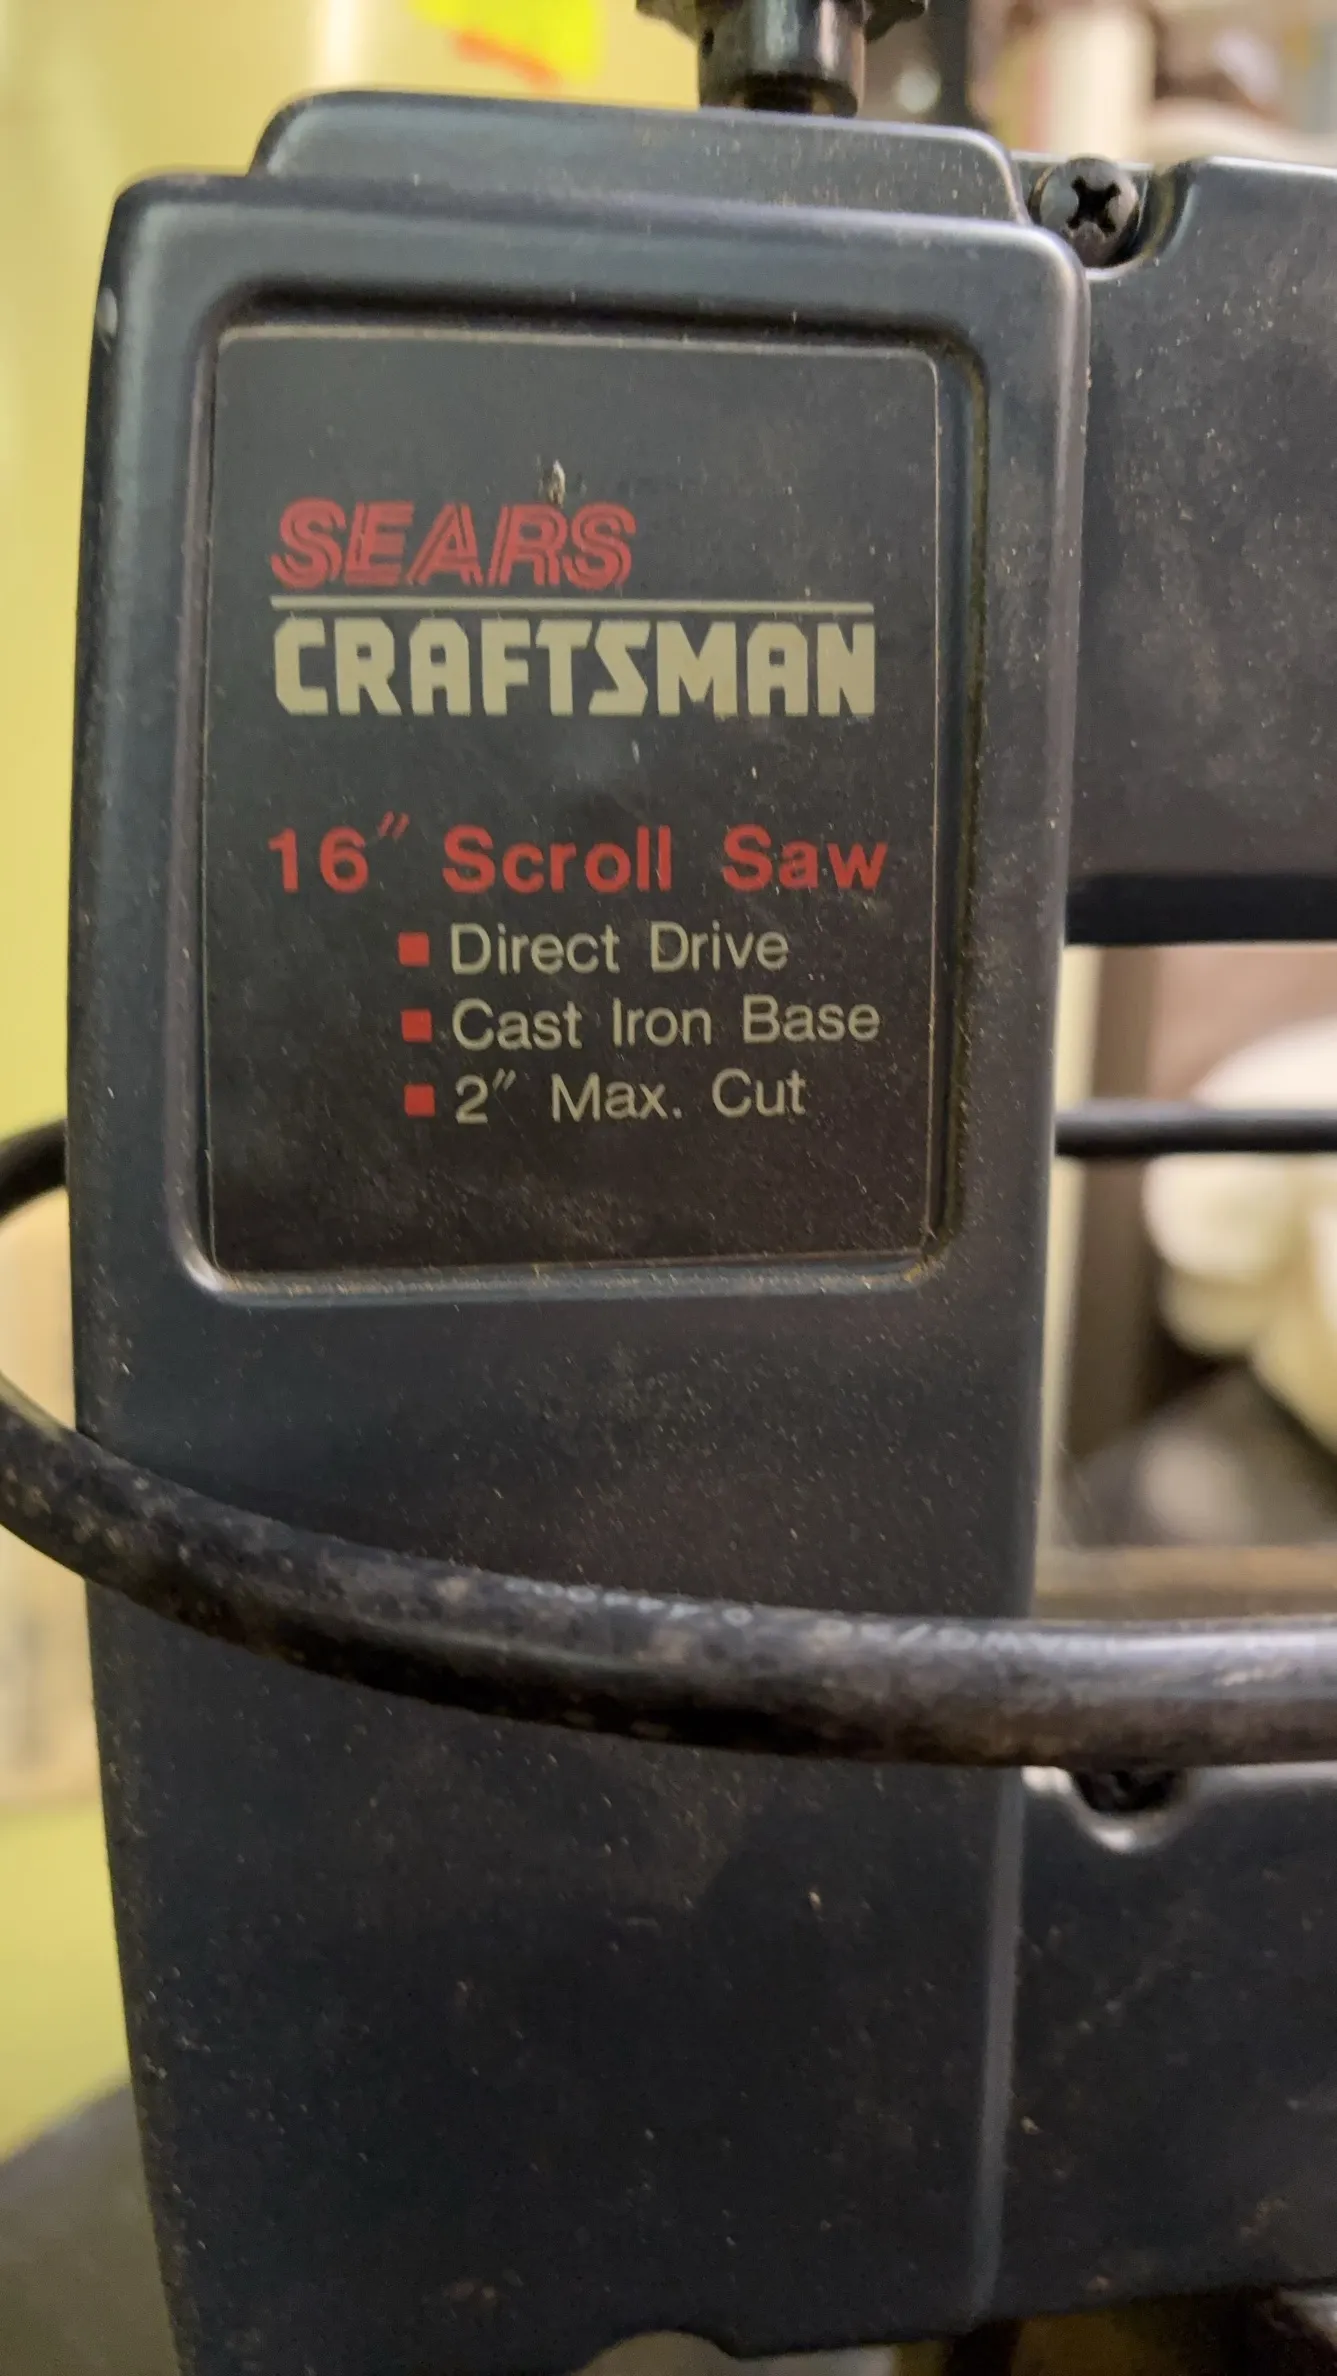 SEARS
CRAFTSMAN
16" Scroll Saw
Direct Drive
Cast Iron Base
2" Max. Cut